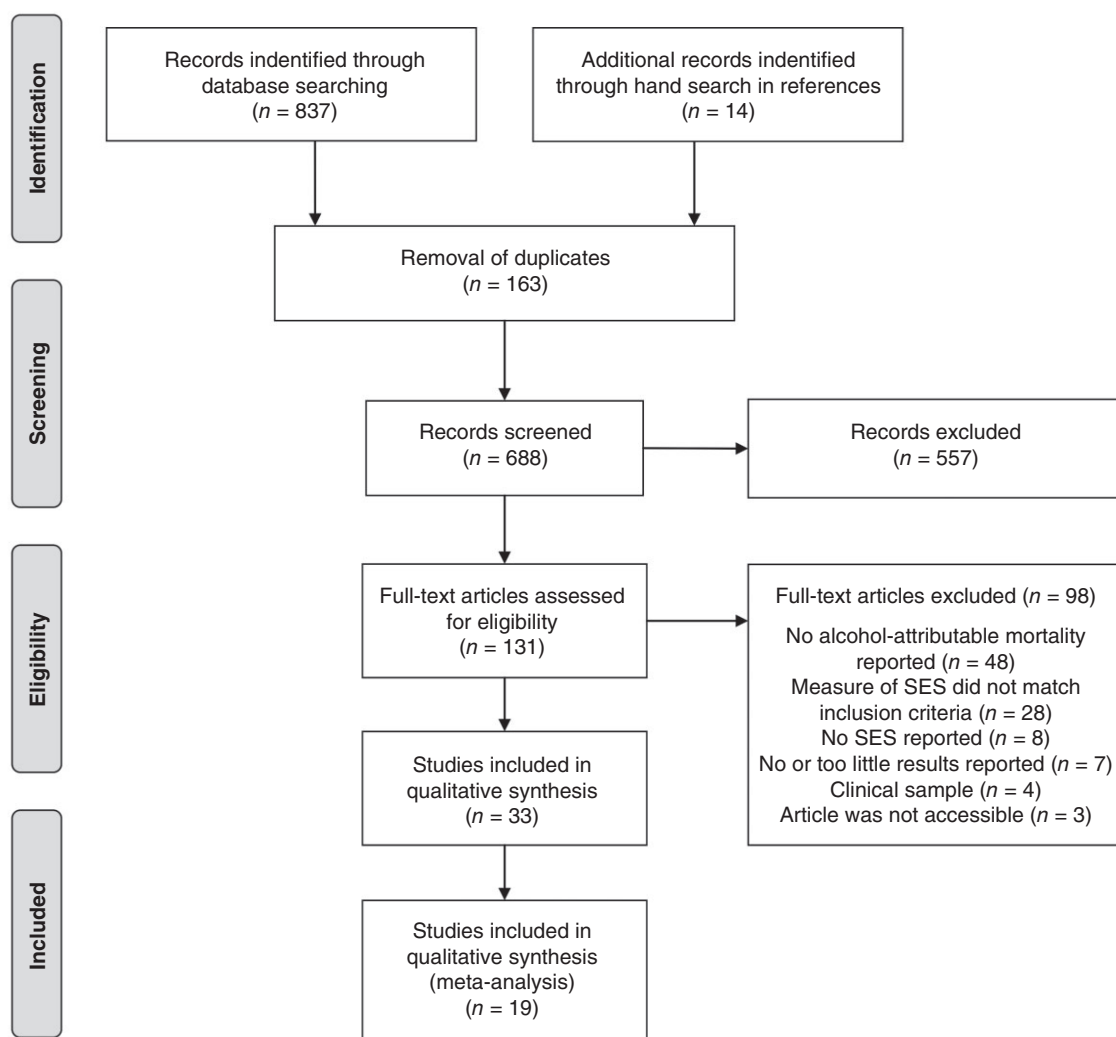 Identification
Records indentified through
database searching
(n = 837)
Additional records indentified
through hand search in references
(n = 14)
Removal of duplicates
(n = 163)
Screening
Records screened
(n = 688)
Records excluded
(n = 557)
Eligibility
Full-text articles assessed
for eligibility
(n = 131)
Full-text articles excluded (n = 98)
No alcohol-attributable mortality
reported (n = 48)
Measure of SES did not match
inclusion criteria (n = 28)
No SES reported (n = 8)
No or too little results reported (n = 7)
Clinical sample (n = 4)
Article was not accessible (n = 3)
Studies included in
qualitative synthesis
(n = 33)
Included
Studies included in
qualitative synthesis
(meta-analysis)
(n = 19)